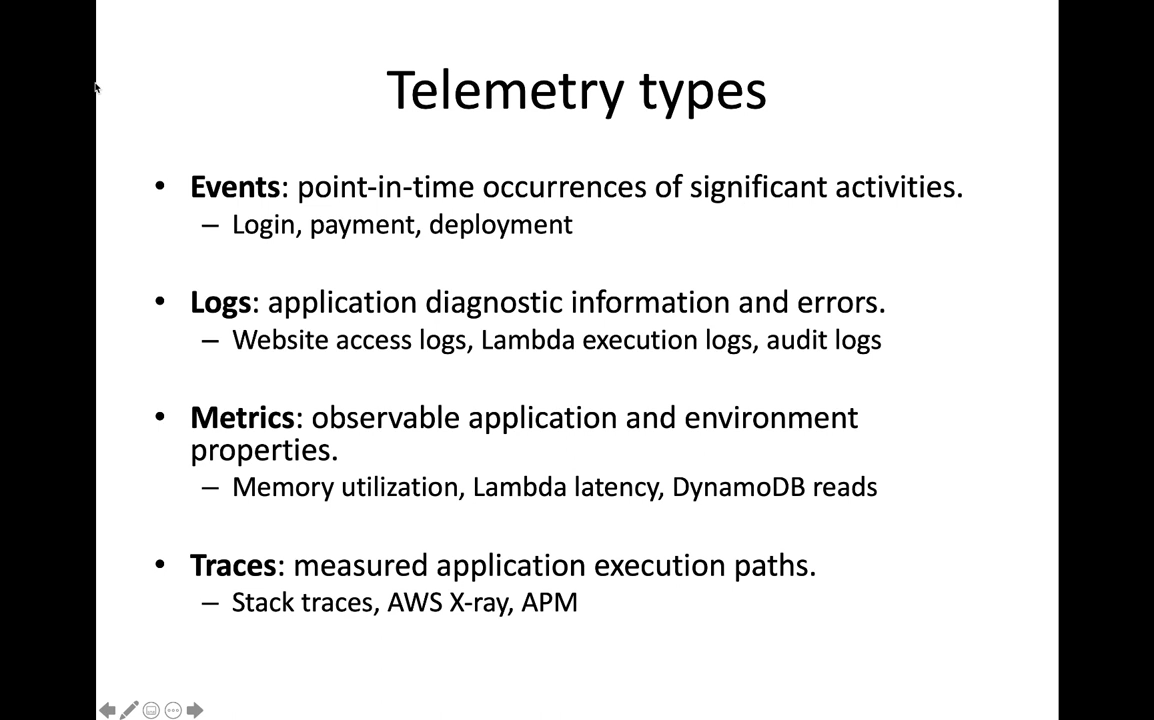 Telemetry types
• Events: point-in-time occurrences of significant activities.
– Login, payment, deployment
• Logs: application diagnostic information and errors.
– Website access logs, Lambda execution logs, audit logs
• Metrics: observable application and environment
properties.
– Memory utilization, Lambda latency, DynamoDB reads
• Traces: measured application execution paths.
– Stack traces, AWS X-ray, APM